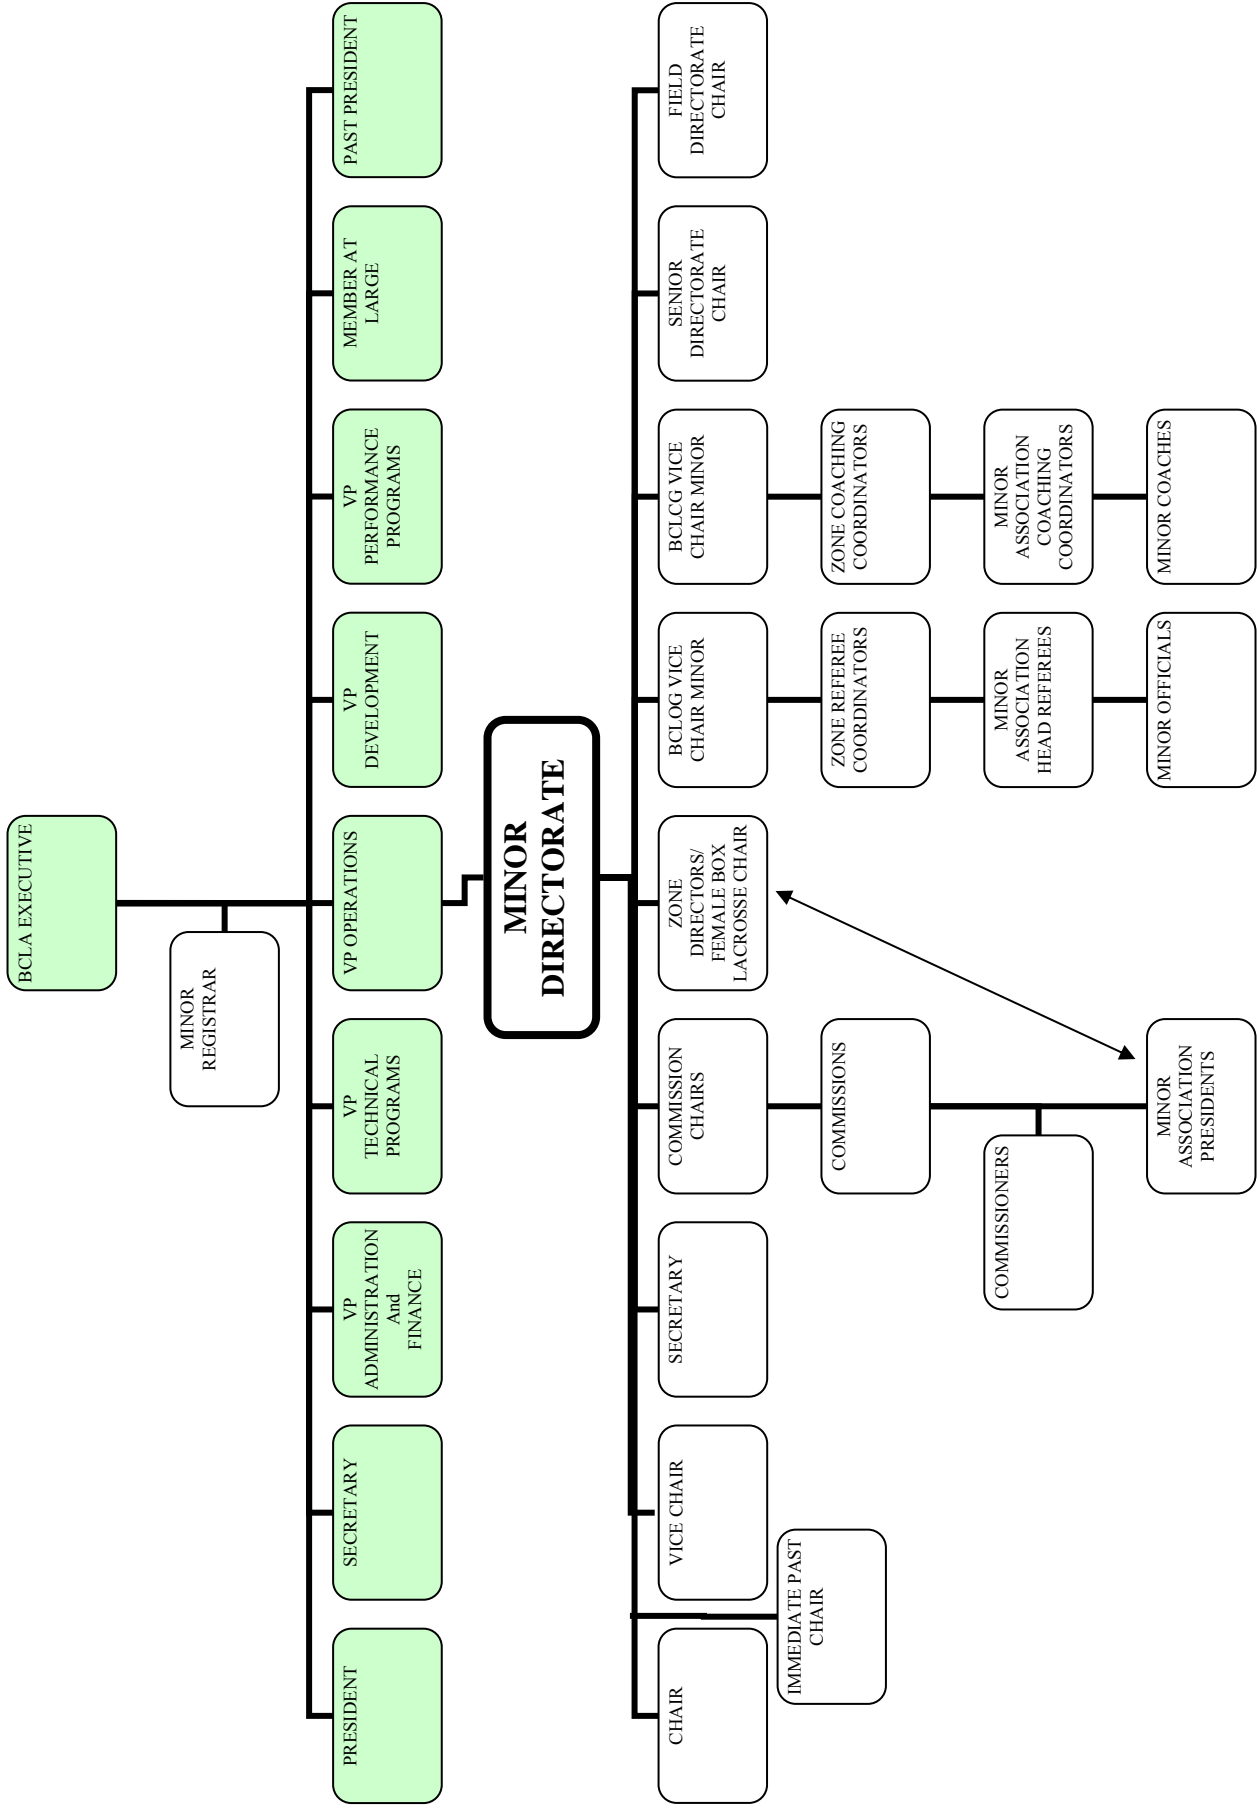 BCLA EXECUTIVE
MINOR
REGISTRAR
PRESIDENT
SECRETARY
VP
ADMINISTRATION
And
FINANCE
VP
TECHNICAL
PROGRAMS
VP OPERATIONS
VP
DEVELOPMENT
VP
PERFORMANCE
PROGRAMS
MEMBER AT
LARGE
PAST PRESIDENT
MINOR
DIRECTORATE
CHAIR
VICE CHAIR
SECRETARY
COMMISSION
CHAIRS
ZONE
DIRECTORS/
FEMALE BOX
LACROSSE CHAIR
BCLOG VICE
CHAIR MINOR
BCLCG VICE
CHAIR MINOR
SENIOR
DIRECTORATE
CHAIR
FIELD
DIRECTORATE
CHAIR
IMMEDIATE PAST
CHAIR
COMMISSIONS
ZONE REFEREE
COORDINATORS
ZONE COACHING
COORDINATORS
COMMISSIONERS
MINOR
ASSOCIATION
HEAD REFEREES
MINOR
ASSOCIATION
COACHING
COORDINATORS
MINOR
ASSOCIATION
PRESIDENTS
MINOR OFFICIALS
MINOR COACHES